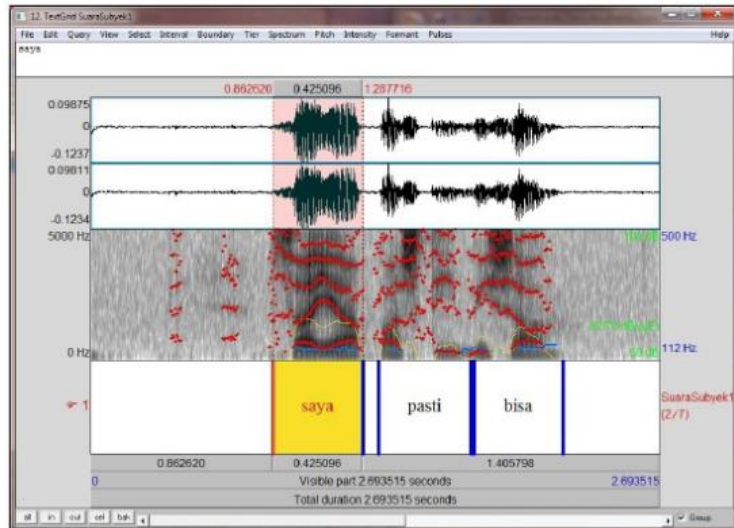 12. TextGrid SuaraSubyek1
File Edit Query View Select Interval Boundary Tier Spectrum Pitch Intensity Formant Pulses Help
saya
0.862620 0.425096 1.287716
0.09875
0
-0.1237
0.09811
0
-0.1234
5000 Hz 500 Hz
0 Hz 112 Hz
1 saya pasti bisa SuaraSubyek1
(2/7)
0.862620 0.425096 1.405798
0 Visible part 2.693515 seconds 2.693515
Total duration 2.693515 seconds
all in out sel bak Group